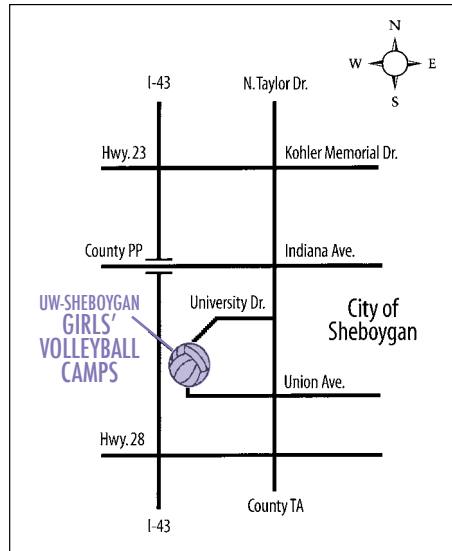 N
W E
S
I-43
N. Taylor Dr.
Hwy. 23
Kohler Memorial Dr.
County PP
Indiana Ave.
University Dr.
UW-SHEBOYGAN
GIRLS'
VOLLEYBALL
CAMPS
City of
Sheboygan
Union Ave.
Hwy. 28
County TA
I-43